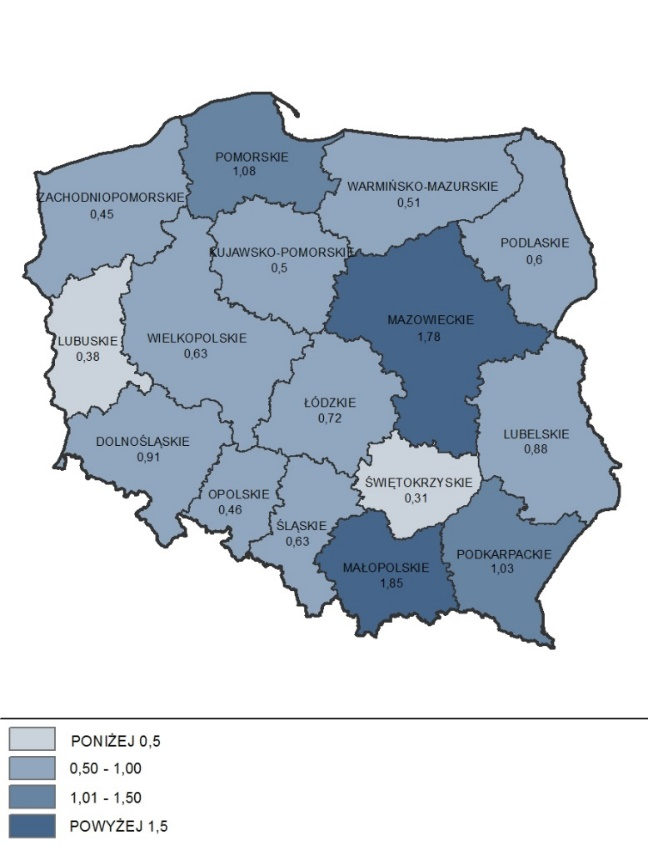 POMORSKIE
1,08
WARMIŃSKO-MAZURSKIE
0,51
ZACHODNIOPOMORSKIE
0,45
PODLASKIE
0,6
KUJAWSKO-POMORSKIE
0,5
MAZOWIECKIE
1,78
LUBUSKIE
0,38
WIELKOPOLSKIE
0,63
ŁÓDZKIE
0,72
LUBELSKIE
0,88
DOLNOŚLĄSKIE
0,91
ŚWIĘTOKRZYSKIE
0,31
OPOLSKIE
0,46
ŚLĄSKIE
0,63
MAŁOPOLSKIE
1,85
PODKARPACKIE
1,03
PONIŻEJ 0,5
0,50 - 1,00
1,01 - 1,50
POWYŻEJ 1,5